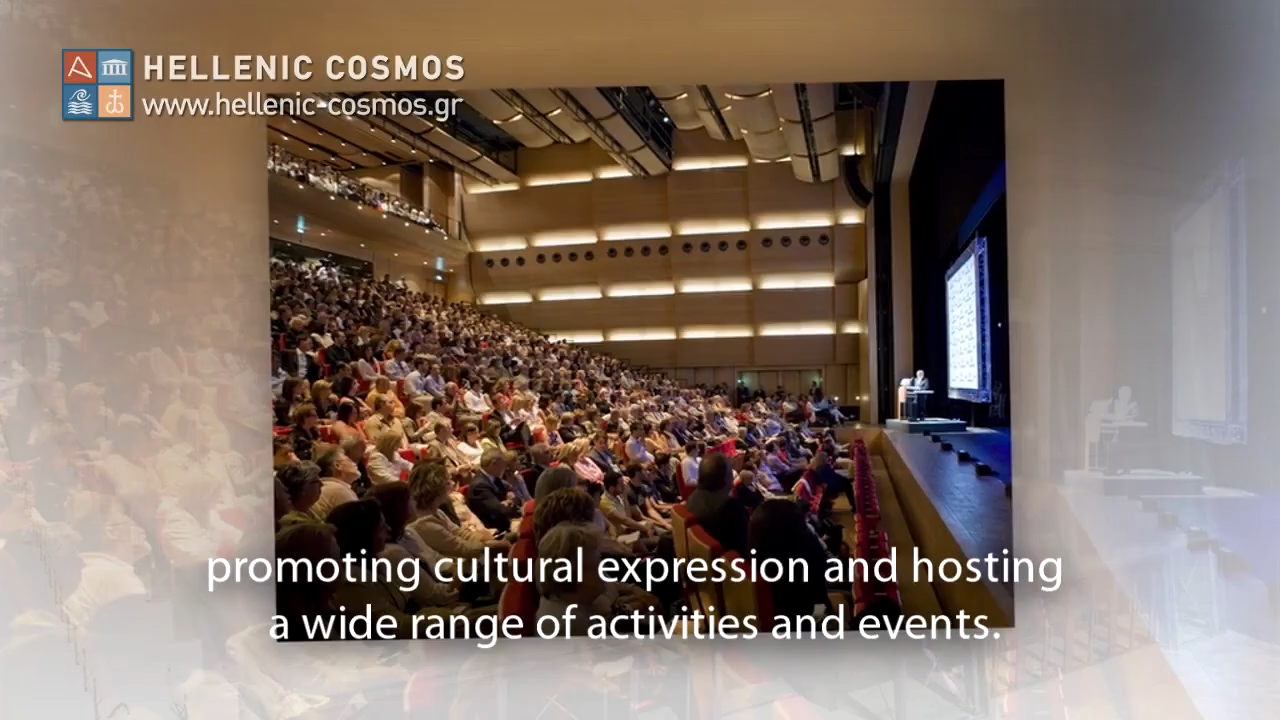 HELLENIC COSMOS
www.hellenic-cosmos.gr
promoting cultural expression and hosting
a wide range of activities and events.